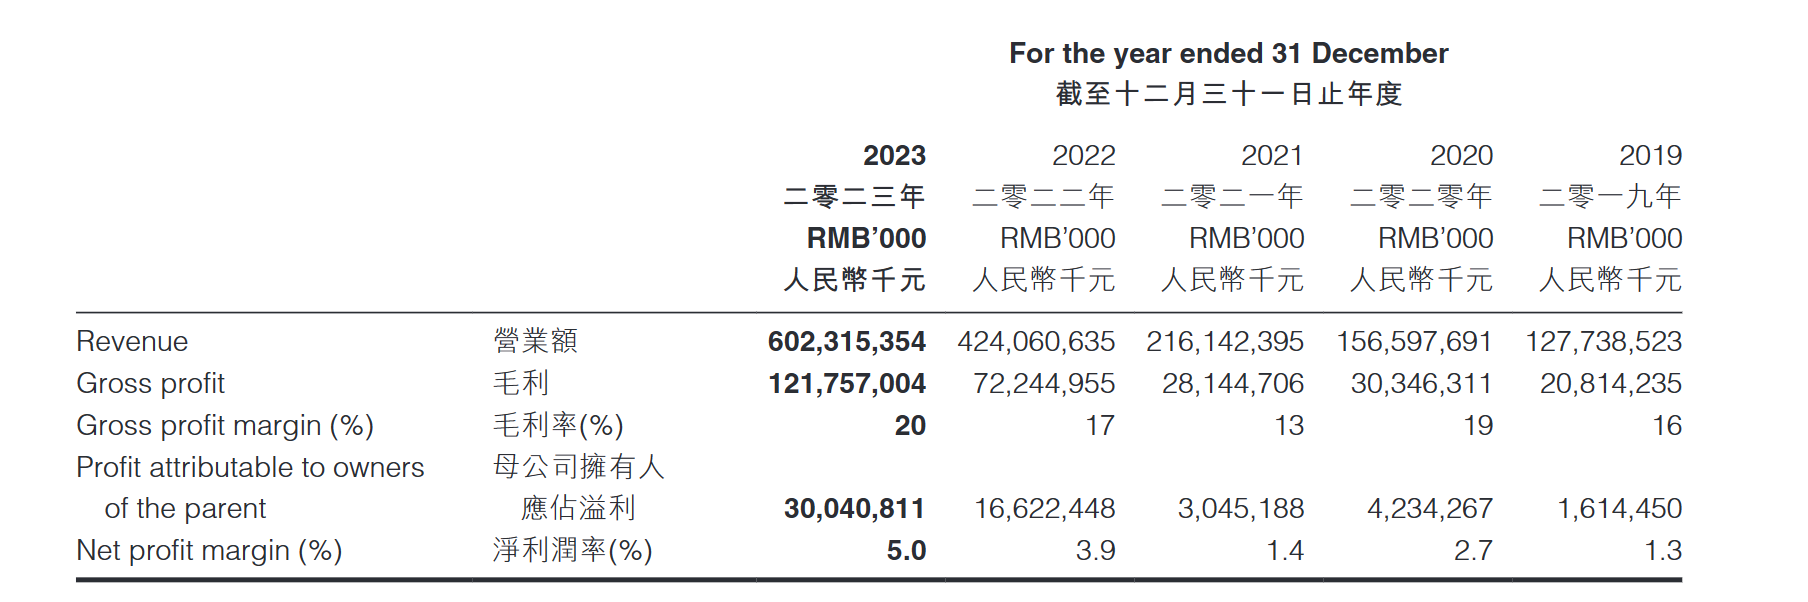 For the year ended 31 December
截至十二月三十一日止年度
2023 2022 2021 2020 2019
二零二三年 二零二二年 二零二一年 二零二零年 二零一九年
RMB’000 RMB’000 RMB’000 RMB’000 RMB’000
人民幣千元 人民幣千元 人民幣千元 人民幣千元 人民幣千元
Revenue 營業額 602,315,354 424,060,635 216,142,395 156,597,691 127,738,523
Gross profit 毛利 121,757,004 72,244,955 28,144,706 30,346,311 20,814,235
Gross profit margin (%) 毛利率(%) 20 17 13 19 16
Profit attributable to owners 母公司擁有人
of the parent 應佔溢利 30,040,811 16,622,448 3,045,188 4,234,267 1,614,450
Net profit margin (%) 淨利潤率(%) 5.0 3.9 1.4 2.7 1.3